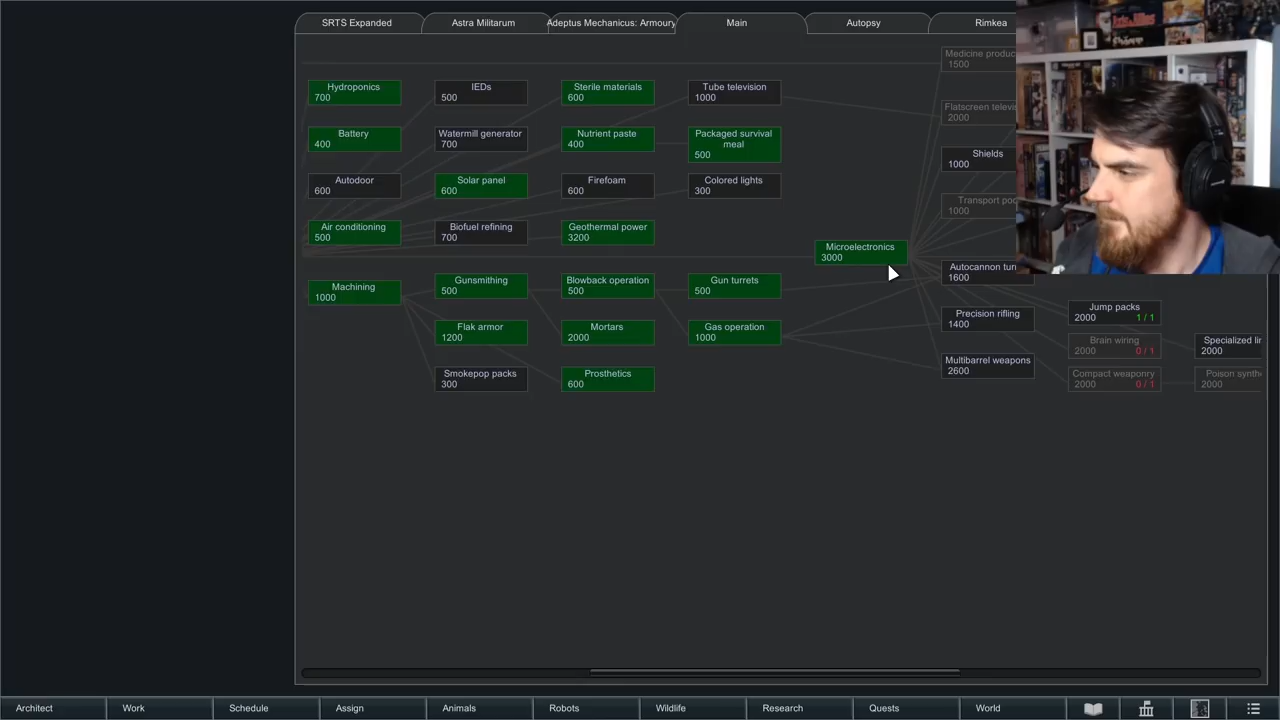 SRTS Expanded
Astra Militarum
Adeptus Mechanicus: Armoury
Main
Autopsy
Rimkea
Medicine produc
1500
Hydroponics
700
IEDs
500
Sterile materials
600
Tube television
1000
Flatscreen televi
2000
Battery
400
Watermill generator
700
Nutrient paste
400
Packaged survival
meal
500
Shields
1000
Autodoor
600
Solar panel
600
Firefoam
600
Colored lights
300
Transport po
1000
Air conditioning
500
Biofuel refining
700
Geothermal power
3200
Microelectronics
3000
Autocannon turr
1600
Machining
1000
Gunsmithing
500
Blowback operation
500
Gun turrets
500
Precision rifling
1400
Jump packs
2000 1 / 1
Flak armor
1200
Mortars
2000
Gas operation
1000
Brain wiring
2000 0 / 1
Specialized lir
2000
Multibarrel weapons
2600
Smokepop packs
300
Prosthetics
600
Compact weaponry
2000 0 / 1
Poison synth
2000
Architect
Work
Schedule
Assign
Animals
Robots
Wildlife
Research
Quests
World